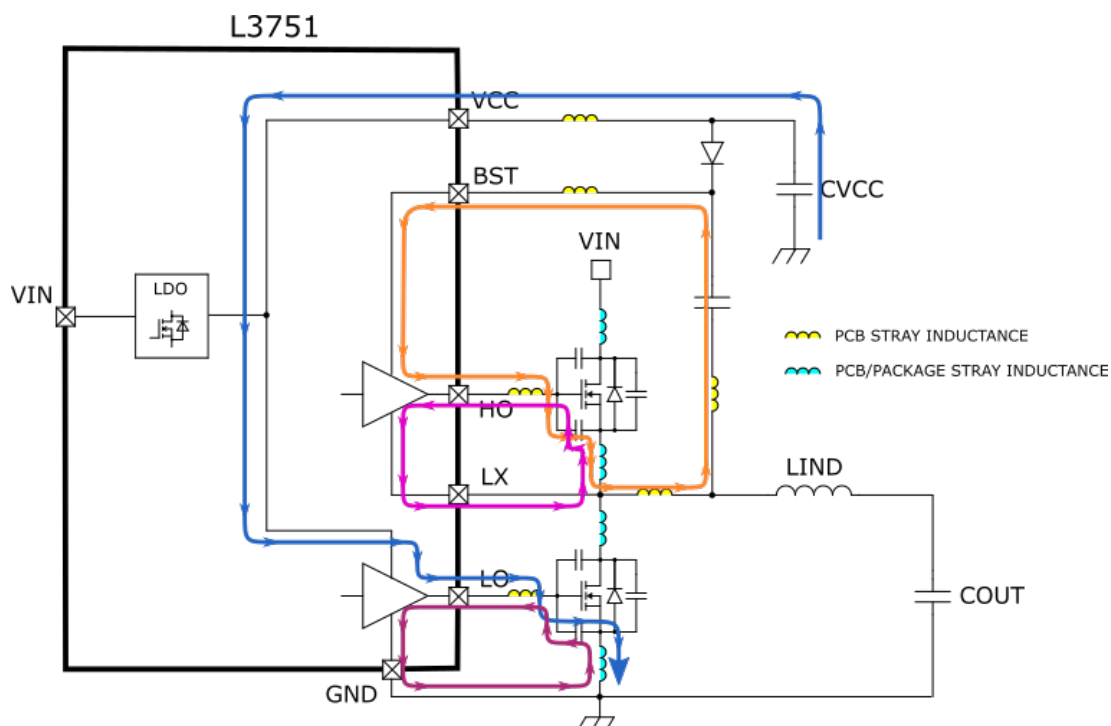 L3751
VCC
BST
CVCC
VIN
VIN
LDO
PCB STRAY INDUCTANCE
PCB/PACKAGE STRAY INDUCTANCE
HO
LX
LIND
LO
COUT
GND